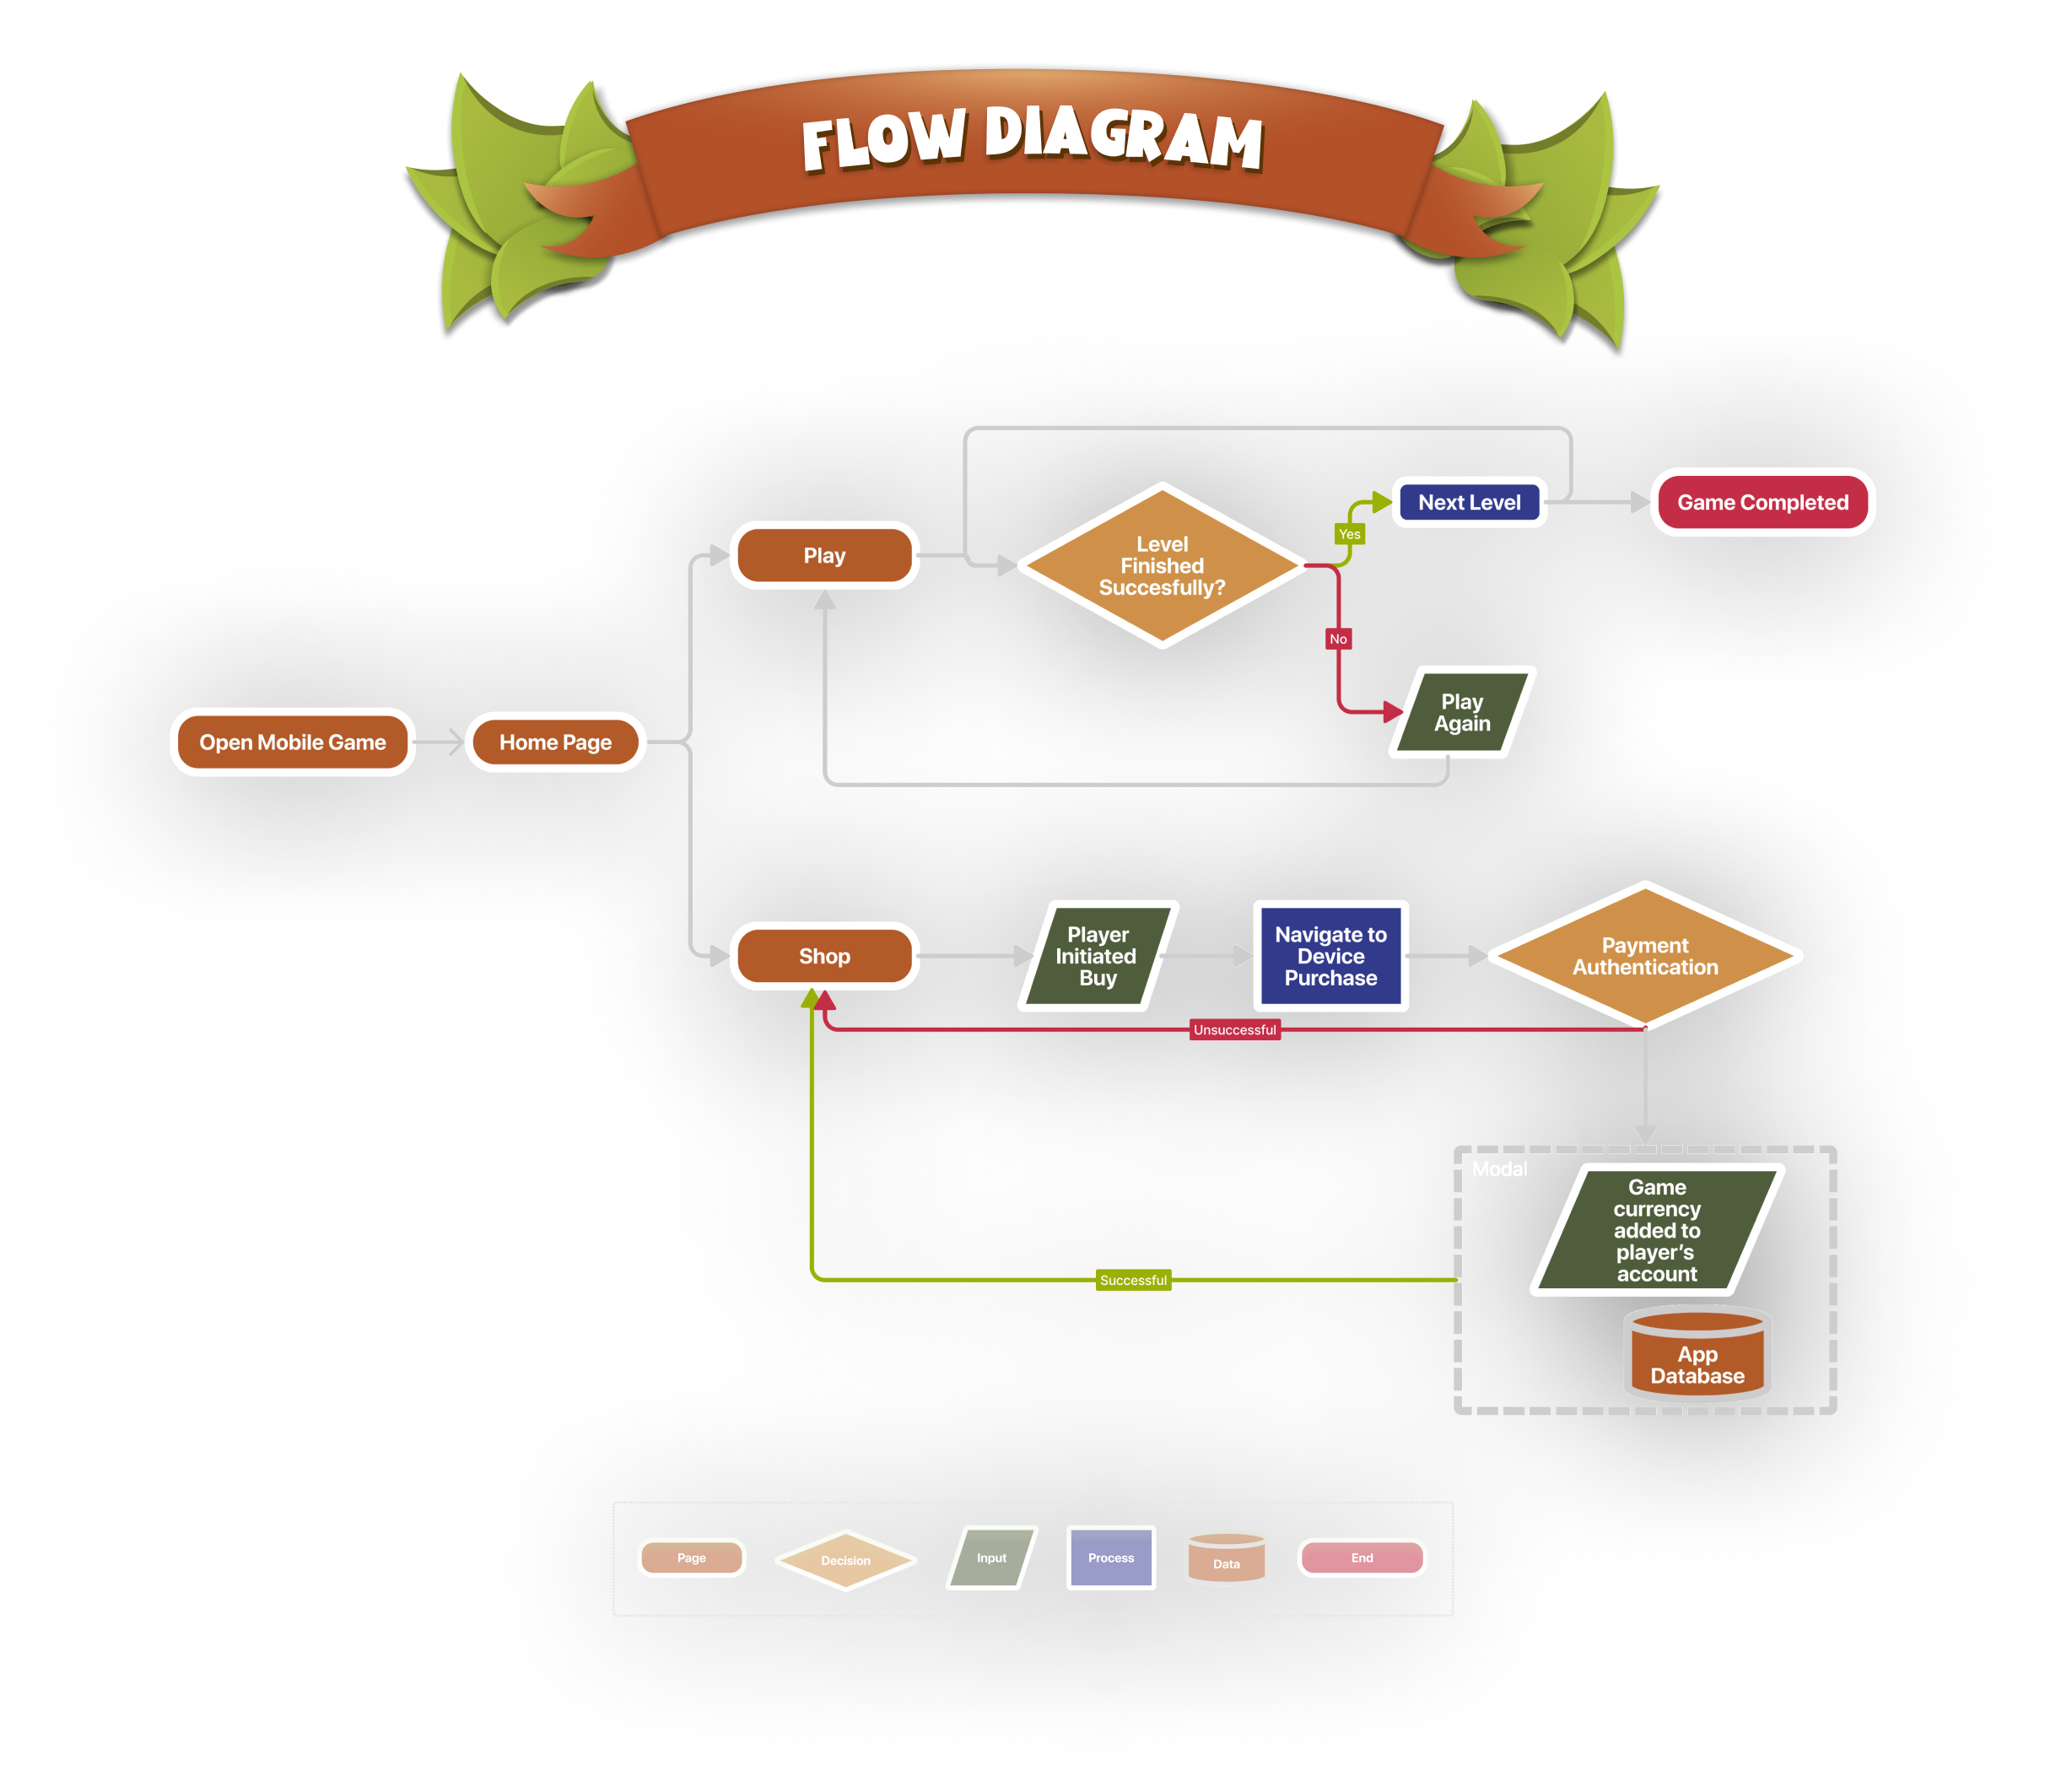 FLOW DIAGRAM
Yes
Next Level
Game Completed
Play
Level
Finished
Succesfully?
No
Play
Again
Open Mobile Game
Home Page
Shop
Player
Initiated
Buy
Navigate to
Device
Purchase
Payment
Authentication
Unsuccessful
Modal
Game
currency
added to
player's
account
Successful
App
Database
Page
Decision
Input
Process
Data
End